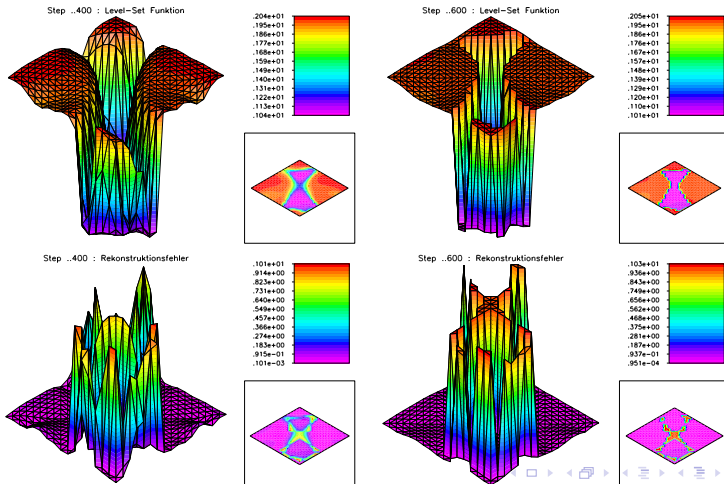 Step ..400 : Level-Set Funktion
.204e+01
.195e+01
.186e+01
.177e+01
.168e+01
.159e+01
.149e+01
.140e+01
.131e+01
.122e+01
.113e+01
.104e+01
Step ..600 : Level-Set Funktion
.205e+01
.196e+01
.186e+01
.177e+01
.167e+01
.158e+01
.148e+01
.139e+01
.129e+01
.120e+01
.110e+01
.101e+01
Step ..400 : Rekonstruktionsfehler
.101e+01
.914e+00
.823e+00
.731e+00
.640e+00
.549e+00
.457e+00
.366e+00
.274e+00
.183e+00
.915e-01
.101e-03
Step ..600 : Rekonstruktionsfehler
.103e+01
.936e+00
.843e+00
.749e+00
.655e+00
.562e+00
.468e+00
.375e+00
.281e+00
.187e+00
.937e-01
.951e-04